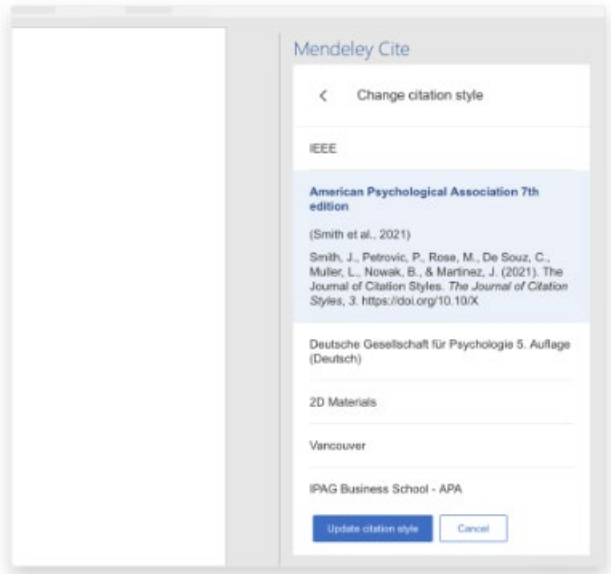 Mendeley Cite
Change citation style
IEEE
American Psychological Association 7th
edition
(Smith et al., 2021)
Smith, J., Petrovic, P., Rose, M., De Souz, C.,
Muller, L., Nowak, B., & Martinez, J. (2021). The
Journal of Citation Styles. The Journal of Citation
Styles, 3. https://doi.org/10.10/X
Deutsche Gesellschaft für Psychologie 5. Auflage
(Deutsch)
2D Materials
Vancouver
IPAG Business School - APA
Update citation style
Cancel